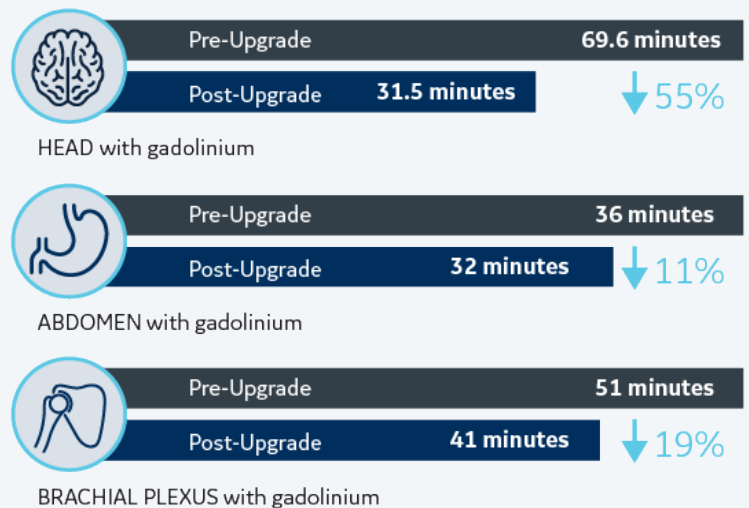 Pre-Upgrade 69.6 minutes
Post-Upgrade 31.5 minutes 55%
HEAD with gadolinium
Pre-Upgrade 36 minutes
Post-Upgrade 32 minutes 11%
ABDOMEN with gadolinium
Pre-Upgrade 51 minutes
Post-Upgrade 41 minutes 19%
BRACHIAL PLEXUS with gadolinium